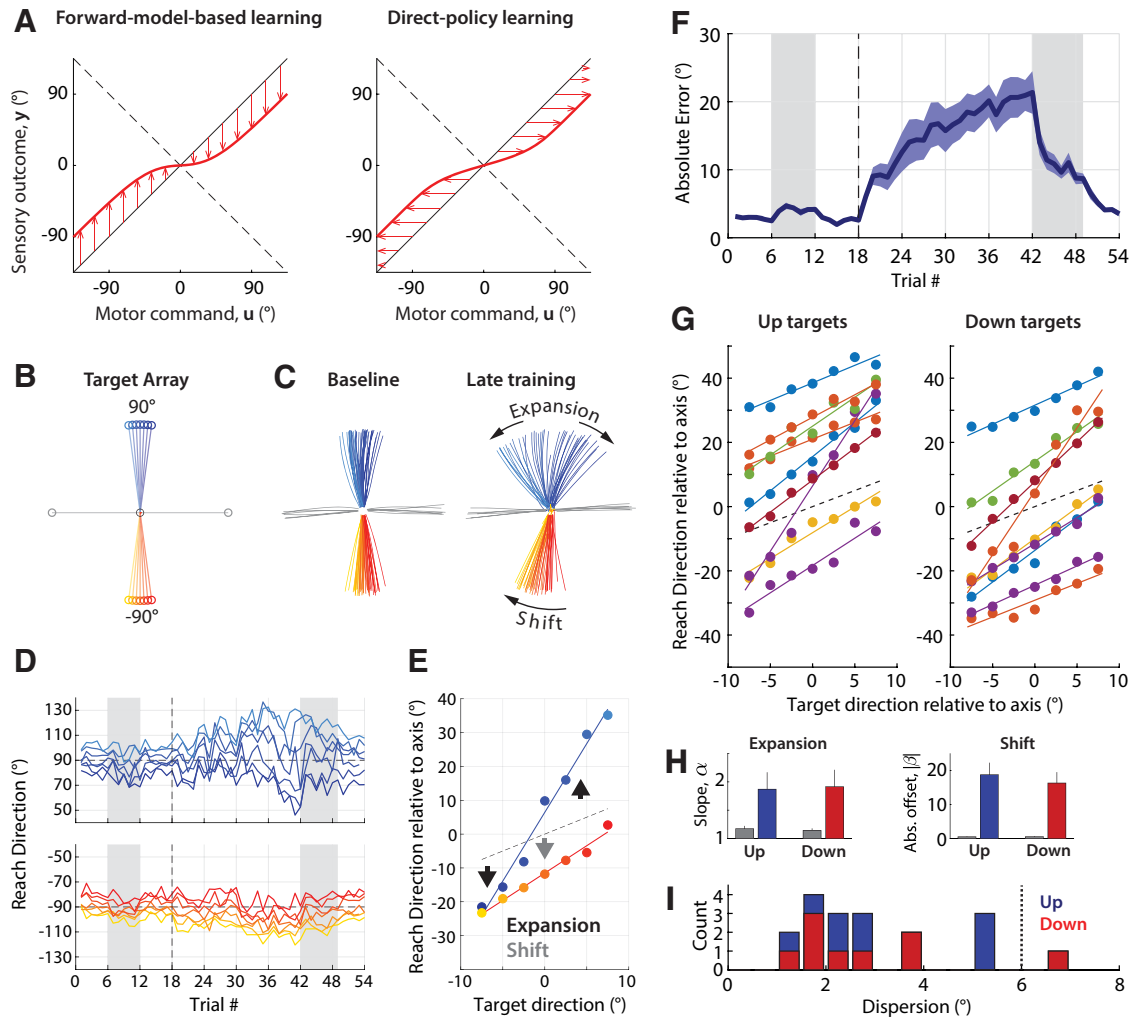 A
Forward-model-based learning
Direct-policy learning
Sensory outcome, y (°)
90
0
-90
-90
0
90
Motor command, u (°)
90
0
-90
-90
0
90
Motor command, u (°)
B
Target Array
90°
-90°
C
Baseline
Late training
Expansion
Shift
D
Reach Direction (°)
130
110
90
70
50
-50
-70
-90
-110
-130
0
6
12
18
24
30
36
42
48
54
Trial #
E
Reach Direction relative to axis (°)
40
30
20
10
0
-10
-20
-30
-10
0
10
Target direction (°)
Expansion
Shift
F
Absolute Error (°)
30
20
10
0
0
6
12
18
24
30
36
42
48
54
Trial #
G
Up targets
Down targets
Reach Direction relative to axis (°)
40
20
0
-20
-40
-10
-5
0
5
10
40
20
0
-20
-40
-10
-5
0
5
10
Target direction relative to axis (°)
H
Expansion
Slope, α
2
1
Up
Down
Shift
Abs. offset, |β|
20
10
0
Up
Down
I
Count
4
3
2
1
0
0
2
4
6
8
Dispersion (°)
Up
Down